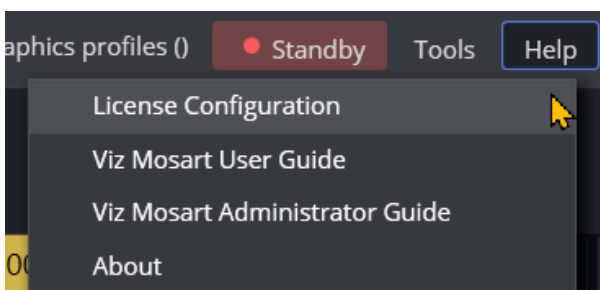 aphics profiles () Standby Tools Help
License Configuration
Viz Mosart User Guide
Viz Mosart Administrator Guide
About